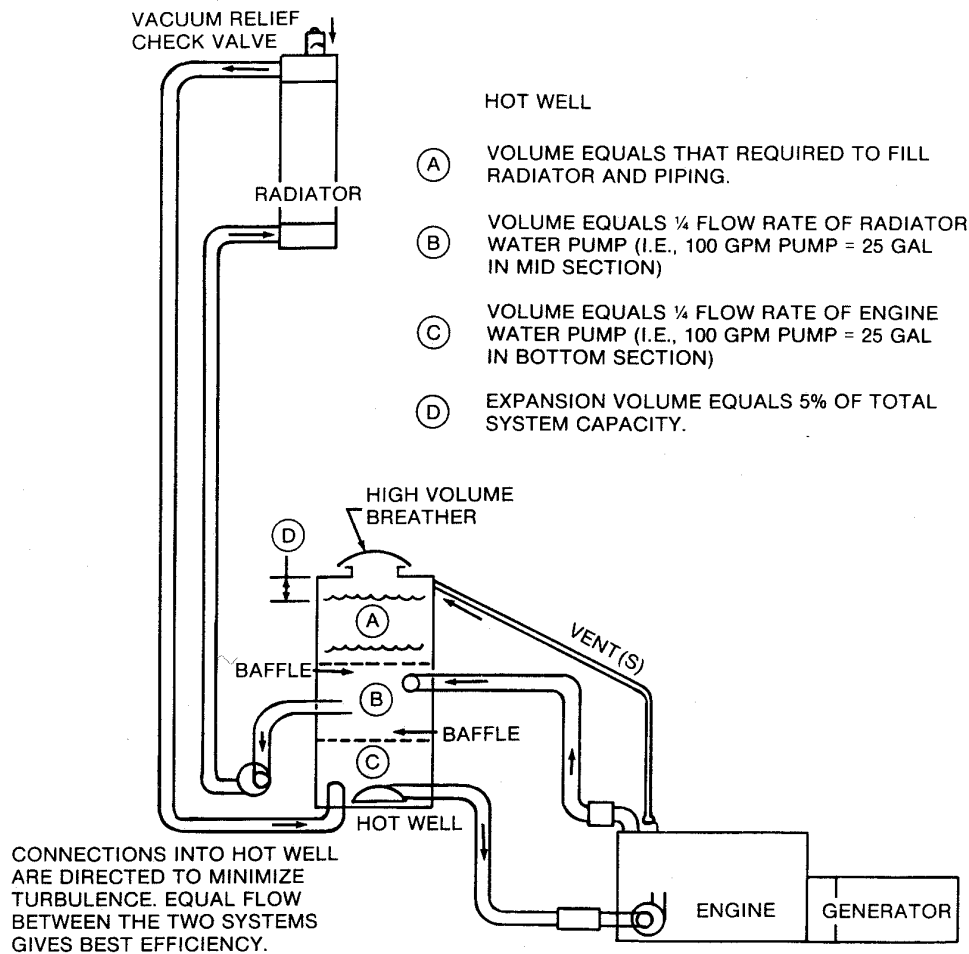 VACUUM RELIEF
CHECK VALVE
RADIATOR
HOT WELL
A VOLUME EQUALS THAT REQUIRED TO FILL
RADIATOR AND PIPING.
B VOLUME EQUALS ¼ FLOW RATE OF RADIATOR
WATER PUMP (I.E., 100 GPM PUMP = 25 GAL
IN MID SECTION)
C VOLUME EQUALS ¼ FLOW RATE OF ENGINE
WATER PUMP (I.E., 100 GPM PUMP = 25 GAL
IN BOTTOM SECTION)
D EXPANSION VOLUME EQUALS 5% OF TOTAL
SYSTEM CAPACITY.
HIGH VOLUME
BREATHER
D
A
VENT(S)
BAFFLE
B
BAFFLE
C
HOT WELL
CONNECTIONS INTO HOT WELL
ARE DIRECTED TO MINIMIZE
TURBULENCE. EQUAL FLOW
BETWEEN THE TWO SYSTEMS
GIVES BEST EFFICIENCY.
ENGINE
GENERATOR